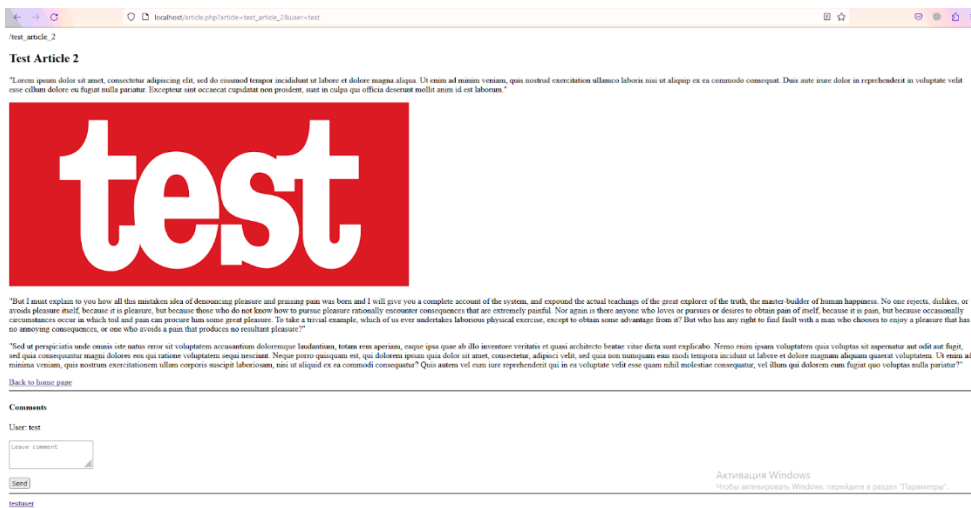 localhost/article.php?article=test_article_2&user=test
/test_article_2
Test Article 2
"Lorem ipsum dolor sit amet, consectetur adipiscing elit, sed do eiusmod tempor incididunt ut labore et dolore magna aliqua. Ut enim ad minim veniam, quis nostrud exercitation ullamco laboris nisi ut aliquip ex ea commodo consequat. Duis aute irure dolor in reprehenderit in voluptate velit
esse cillum dolore eu fugiat nulla pariatur. Excepteur sint occaecat cupidatat non proident, sunt in culpa qui officia deserunt mollit anim id est laborum."
test
"But I must explain to you how all this mistaken idea of denouncing pleasure and praising pain was born and I will give you a complete account of the system, and expound the actual teachings of the great explorer of the truth, the master-builder of human happiness. No one rejects, dislikes, or
avoids pleasure itself, because it is pleasure, but because those who do not know how to pursue pleasure rationally encounter consequences that are extremely painful. Nor again is there anyone who loves or pursues or desires to obtain pain of itself, because it is pain, but because occasionally
circumstances occur in which toil and pain can procure him some great pleasure. To take a trivial example, which of us ever undertakes laborious physical exercise, except to obtain some advantage from it? But who has any right to find fault with a man who chooses to enjoy a pleasure that has
no annoying consequences, or one who avoids a pain that produces no resultant pleasure?"
"Sed ut perspiciatis unde omnis iste natus error sit voluptatem accusantium doloremque laudantium, totam rem aperiam, eaque ipsa quae ab illo inventore veritatis et quasi architecto beatae vitae dicta sunt explicabo. Nemo enim ipsam voluptatem quia voluptas sit aspernatur aut odit aut fugit,
sed quia consequuntur magni dolores eos qui ratione voluptatem sequi nesciunt. Neque porro quisquam est, qui dolorem ipsum quia dolor sit amet, consectetur, adipisci velit, sed quia non numquam eius modi tempora incidunt ut labore et dolore magnam aliquam quaerat voluptatem. Ut enim ad
minima veniam, quis nostrum exercitationem ullam corporis suscipit laboriosam, nisi ut aliquid ex ea commodi consequatur? Quis autem vel eum iure reprehenderit qui in ea voluptate velit esse quam nihil molestiae consequatur, vel illum qui dolorem eum fugiat quo voluptas nulla pariatur?"
Back to home page
Comments
User: test
Leave comment
Send
Активация Windows
Чтобы активировать Windows, перейдите в раздел "Параметры".
testuser